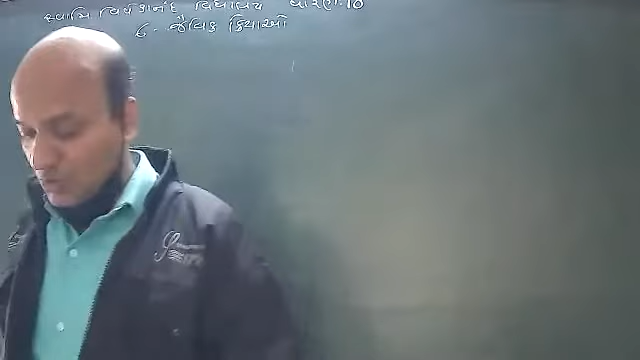 સ્વામિ વિવેકાનંદ વિદ્યાલય ધોરણ:10
6. જૈવિક ક્રિયાઓ